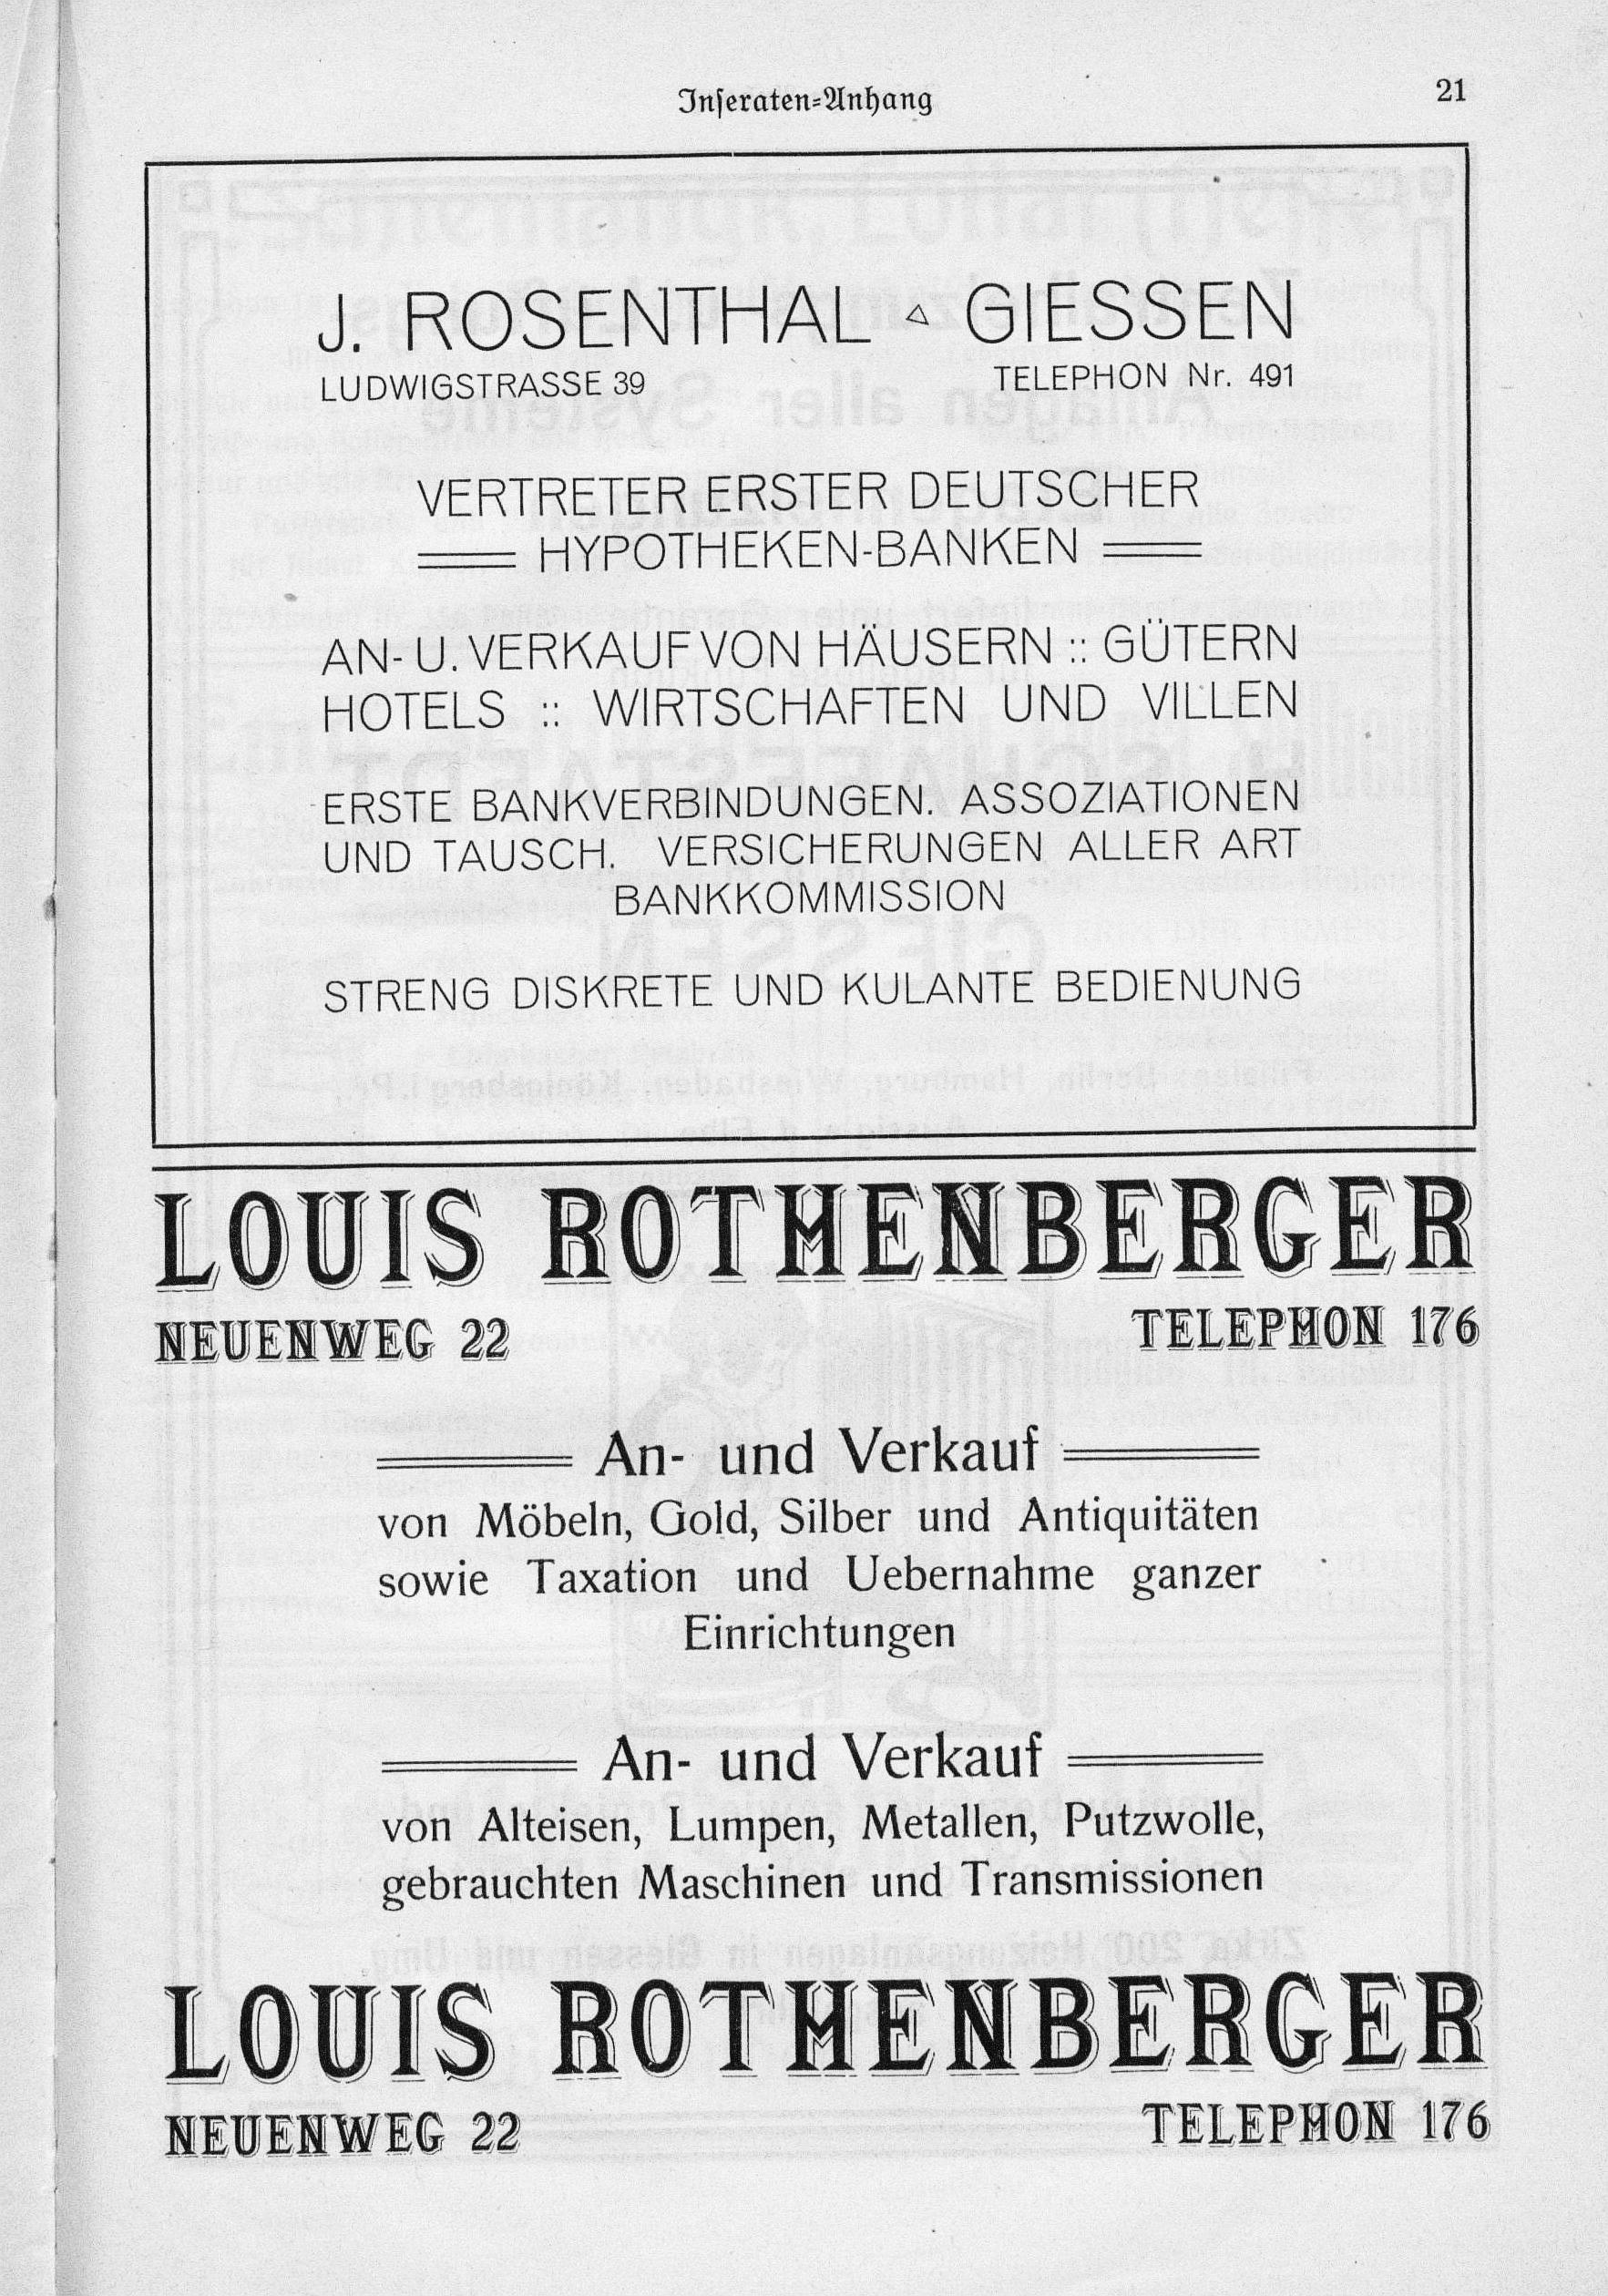 Inseraten=Anhang
21
J. ROSENTHAL ▵ GIESSEN
LUDWIGSTRASSE 39 TELEPHON Nr. 491
VERTRETER ERSTER DEUTSCHER
HYPOTHEKEN-BANKEN
AN- U. VERKAUF VON HÄUSERN :: GÜTERN
HOTELS :: WIRTSCHAFTEN UND VILLEN
ERSTE BANKVERBINDUNGEN. ASSOZIATIONEN
UND TAUSCH. VERSICHERUNGEN ALLER ART
BANKKOMMISSION
STRENG DISKRETE UND KULANTE BEDIENUNG
LOUIS ROTHENBERGER
NEUENWEG 22 TELEPHON 176
An- und Verkauf
von Möbeln, Gold, Silber und Antiquitäten
sowie Taxation und Uebernahme ganzer
Einrichtungen
An- und Verkauf
von Alteisen, Lumpen, Metallen, Putzwolle,
gebrauchten Maschinen und Transmissionen
LOUIS ROTHENBERGER
NEUENWEG 22 TELEPHON 176